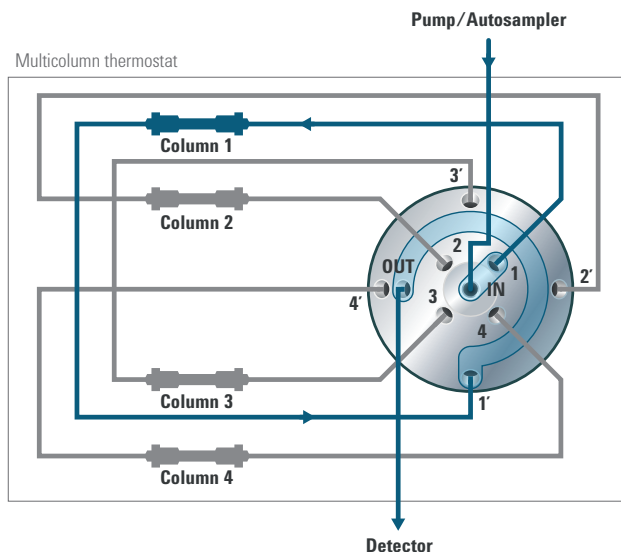 Pump/Autosampler
Multicolumn thermostat
Column 1
3′
Column 2
2
OUT
1
2′
IN
4′
3
4
Column 3
1′
Column 4
Detector